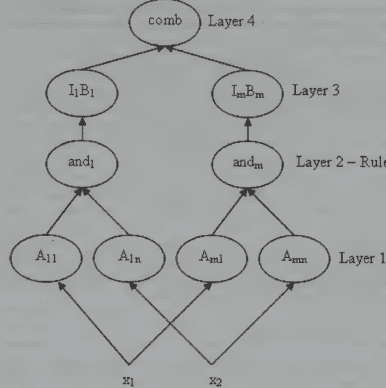 comb Layer 4
I₁B₁ IₘBₘ Layer 3
and₁ andₘ Layer 2 – Rule
A₁₁ A₁ₙ Aₘ₁ Aₘₙ Layer 1
x₁ x₂